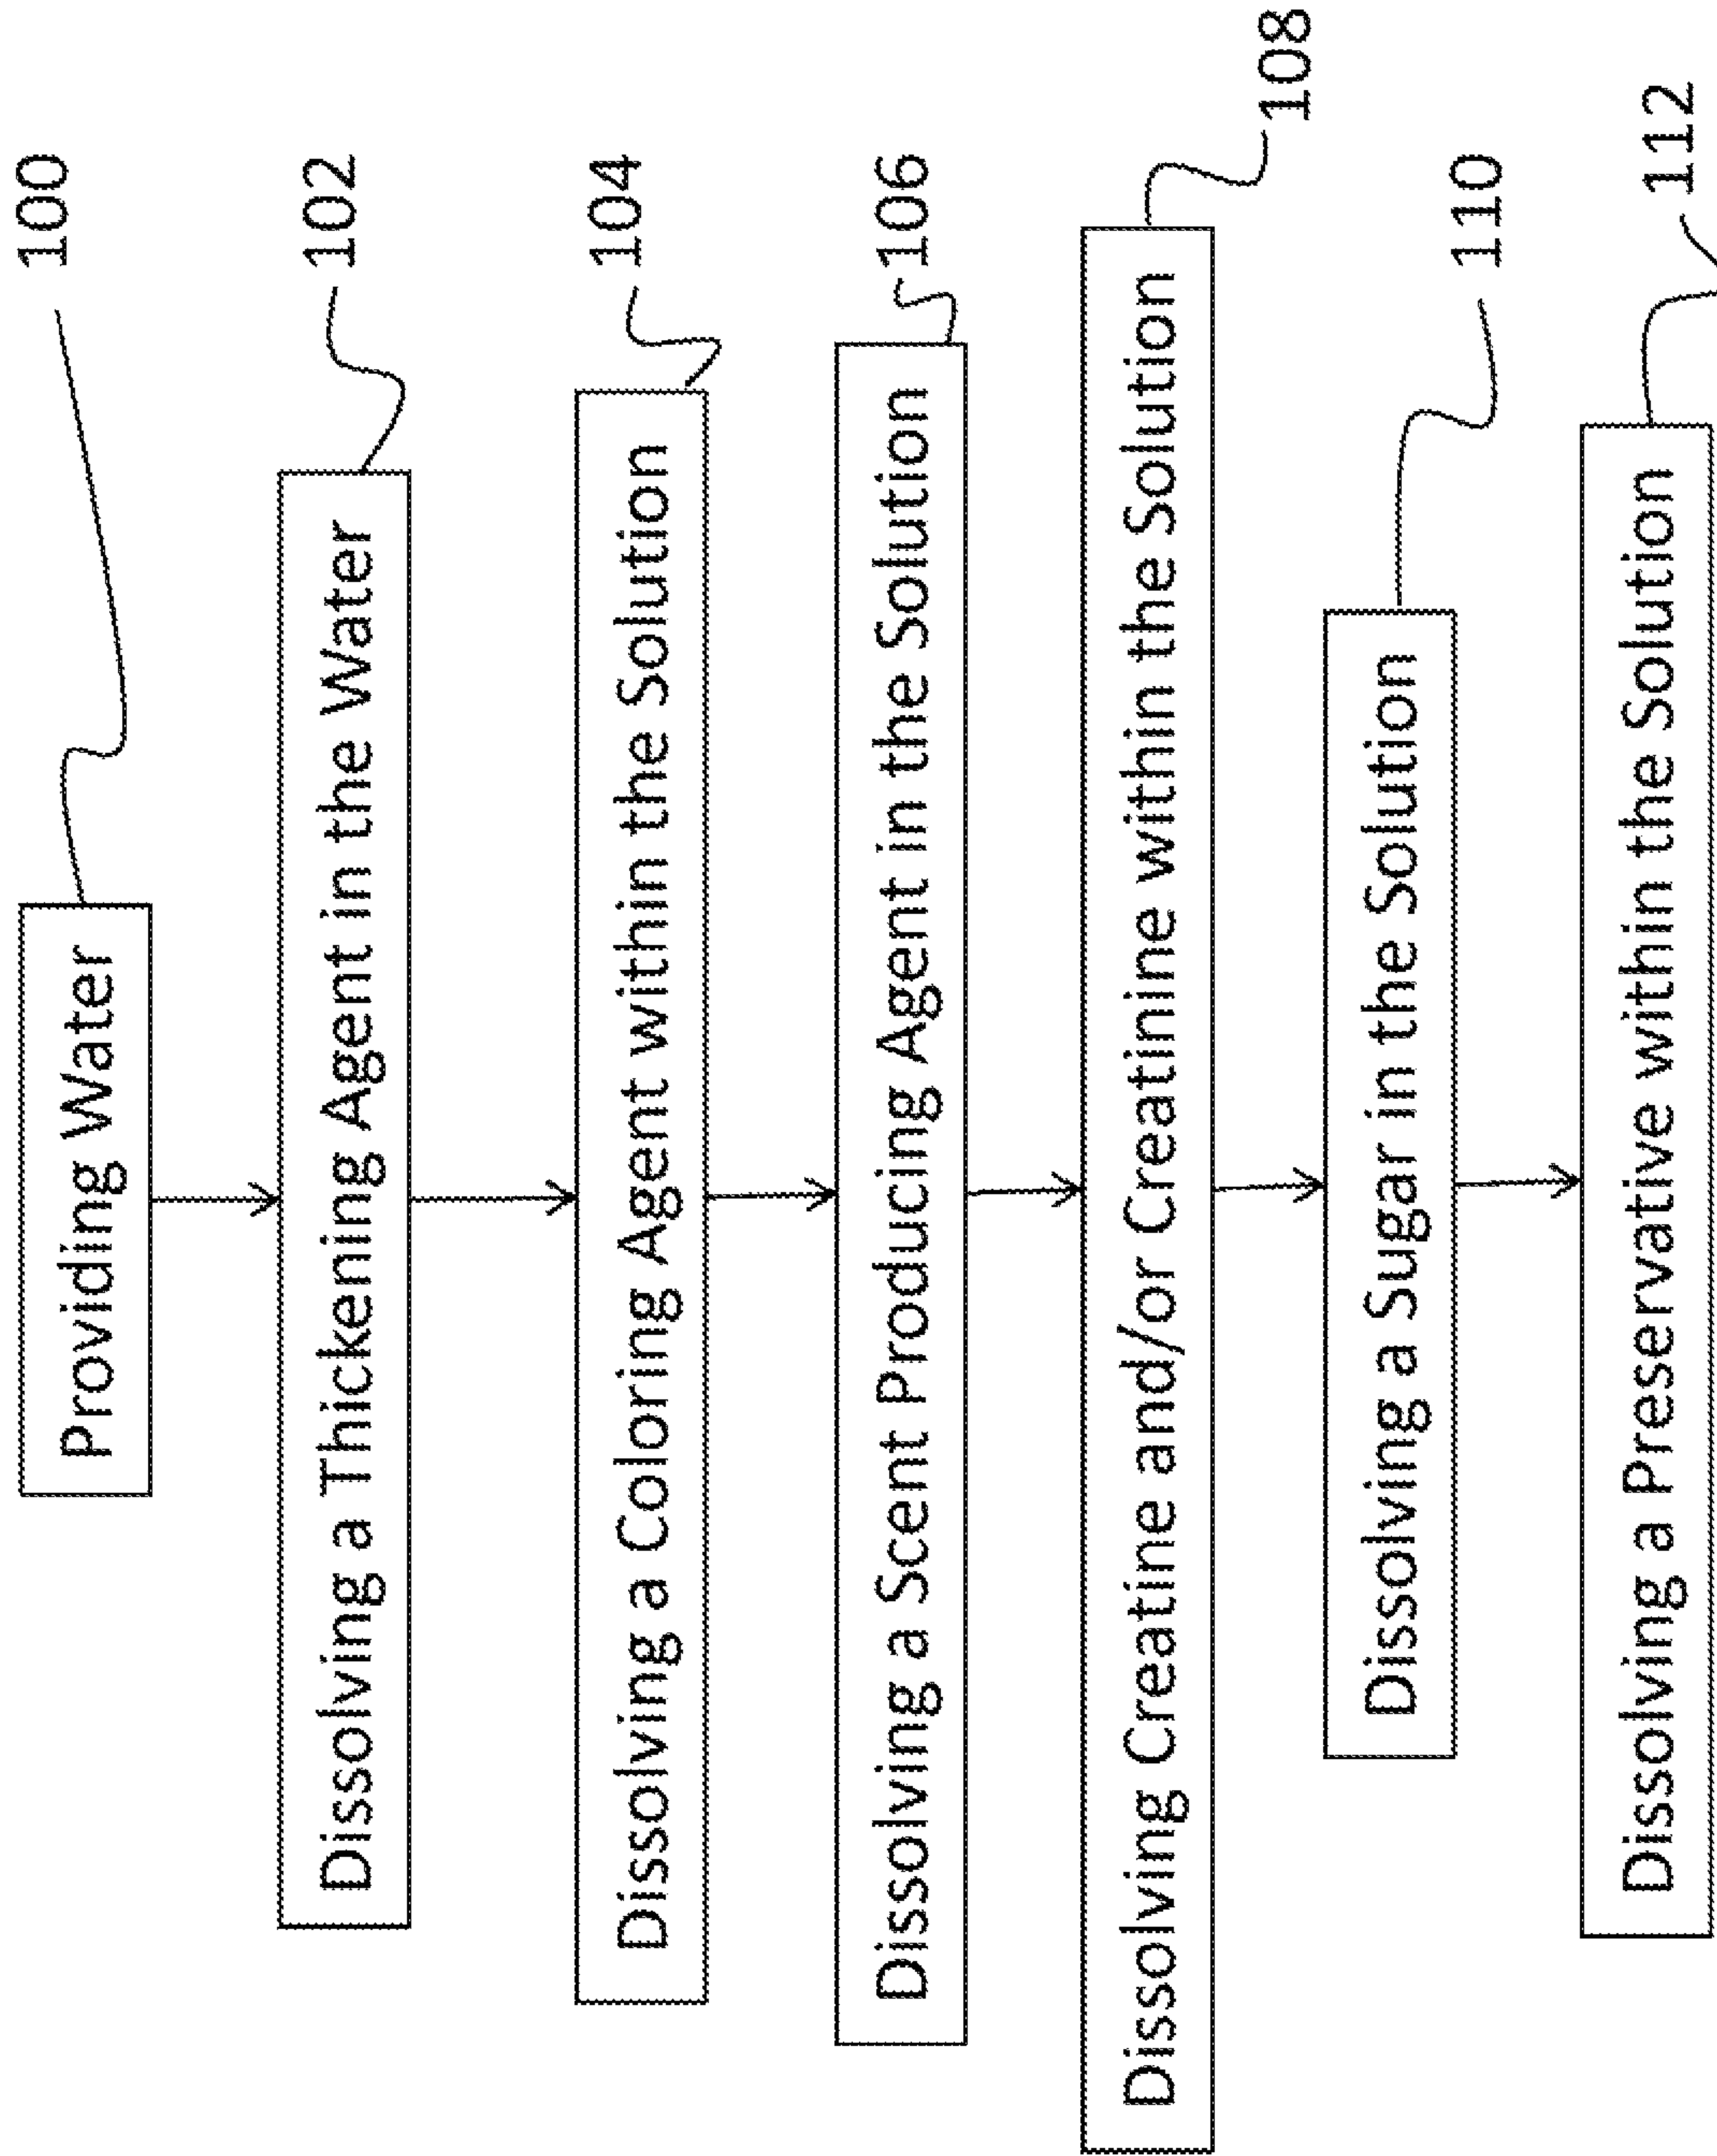 Providing Water
100
Dissolving a Thickening Agent in the Water
102
Dissolving a Coloring Agent within the Solution
104
Dissolving a Scent Producing Agent in the Solution
106
Dissolving Creatine and/or Creatinine within the Solution
108
Dissolving a Sugar in the Solution
110
Dissolving a Preservative within the Solution
112